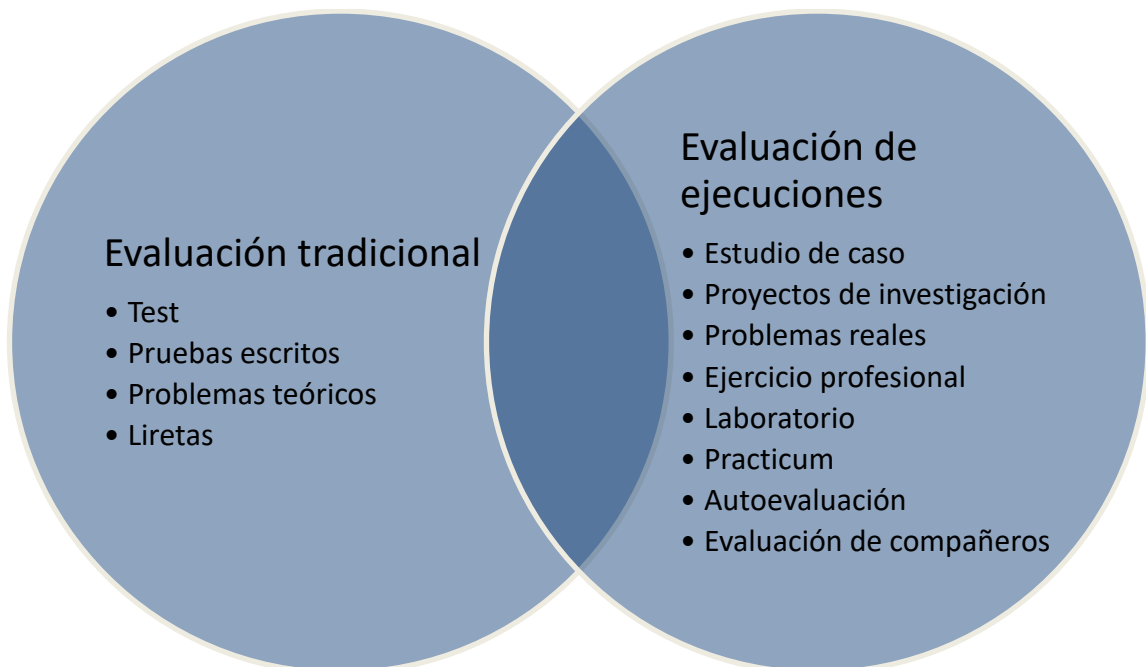 Evaluación tradicional
• Test
• Pruebas escritos
• Problemas teóricos
• Liretas
Evaluación de
ejecuciones
• Estudio de caso
• Proyectos de investigación
• Problemas reales
• Ejercicio profesional
• Laboratorio
• Practicum
• Autoevaluación
• Evaluación de compañeros